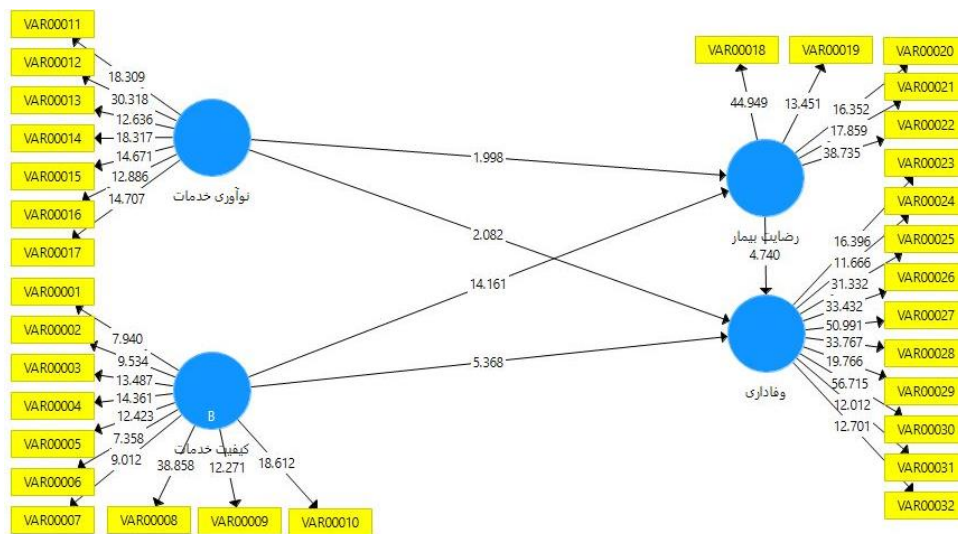 VAR00011
VAR00012
VAR00013
VAR00014
VAR00015
VAR00016
VAR00017
18.309
30.318
12.636
18.317
14.671
12.886
14.707
نوآوری خدمات
VAR00001
VAR00002
VAR00003
VAR00004
VAR00005
VAR00006
VAR00007
7.940
9.534
13.487
14.361
12.423
7.358
9.012
B
کیفیت خدمات
38.858
12.271
18.612
VAR00008
VAR00009
VAR00010
1.998
2.082
14.161
5.368
VAR00018
VAR00019
VAR00020
VAR00021
VAR00022
44.949
13.451
16.352
17.859
38.735
رضایت بیمار
4.740
VAR00023
VAR00024
VAR00025
VAR00026
VAR00027
VAR00028
VAR00029
VAR00030
VAR00031
VAR00032
16.396
11.666
31.332
33.432
50.991
33.767
19.766
56.715
12.012
12.701
وفاداری